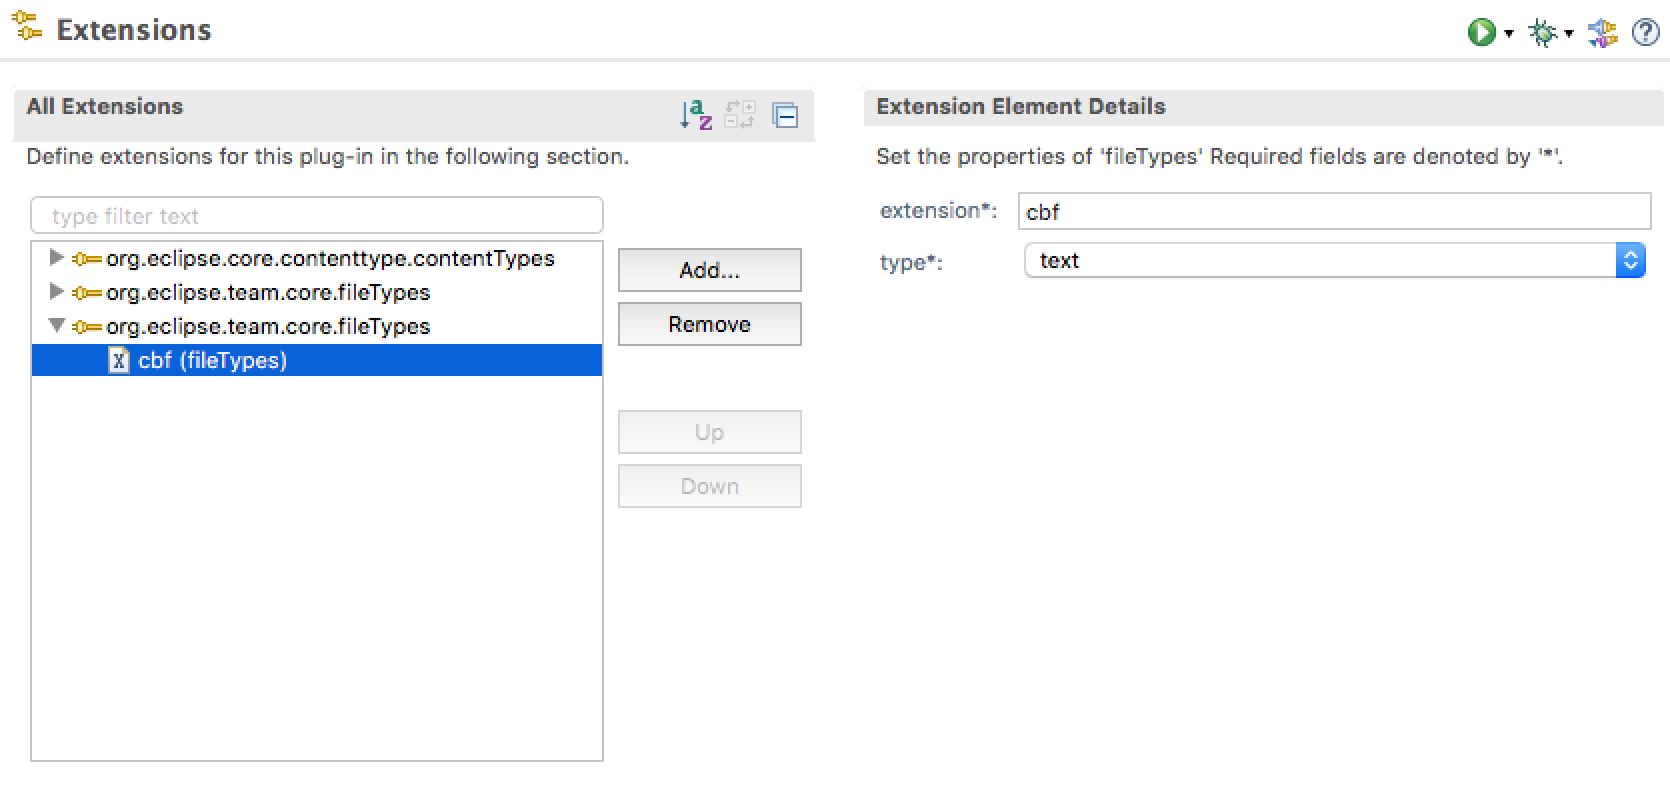 Extensions
All Extensions
Define extensions for this plug-in in the following section.
type filter text
org.eclipse.core.contenttype.contentTypes
org.eclipse.team.core.fileTypes
org.eclipse.team.core.fileTypes
cbf (fileTypes)
Add...
Remove
Up
Down
Extension Element Details
Set the properties of 'fileTypes' Required fields are denoted by '*'.
extension*: cbf
type*: text